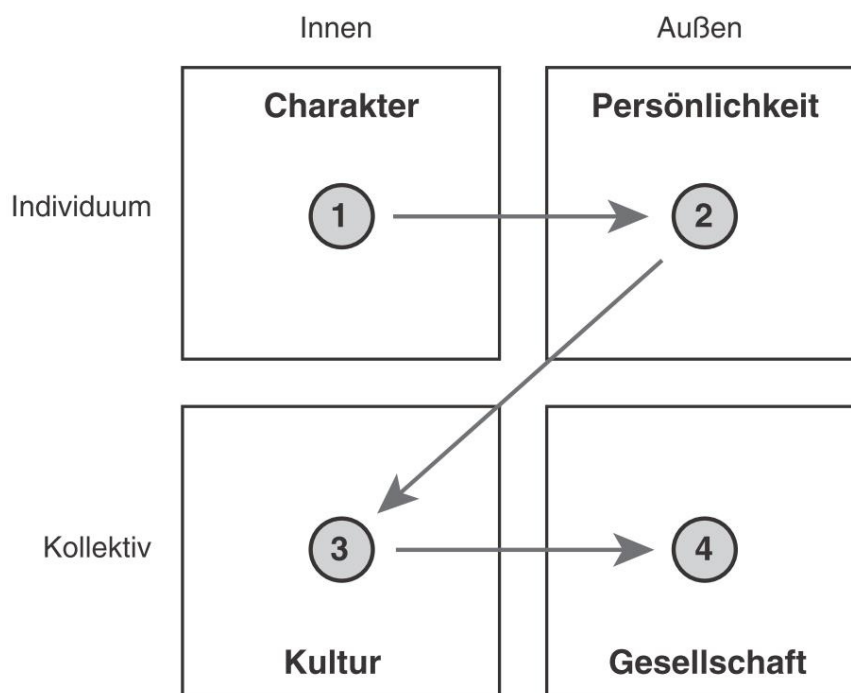 Innen Außen
Charakter Persönlichkeit
Individuum 1 2
Kollektiv 3 4
Kultur Gesellschaft